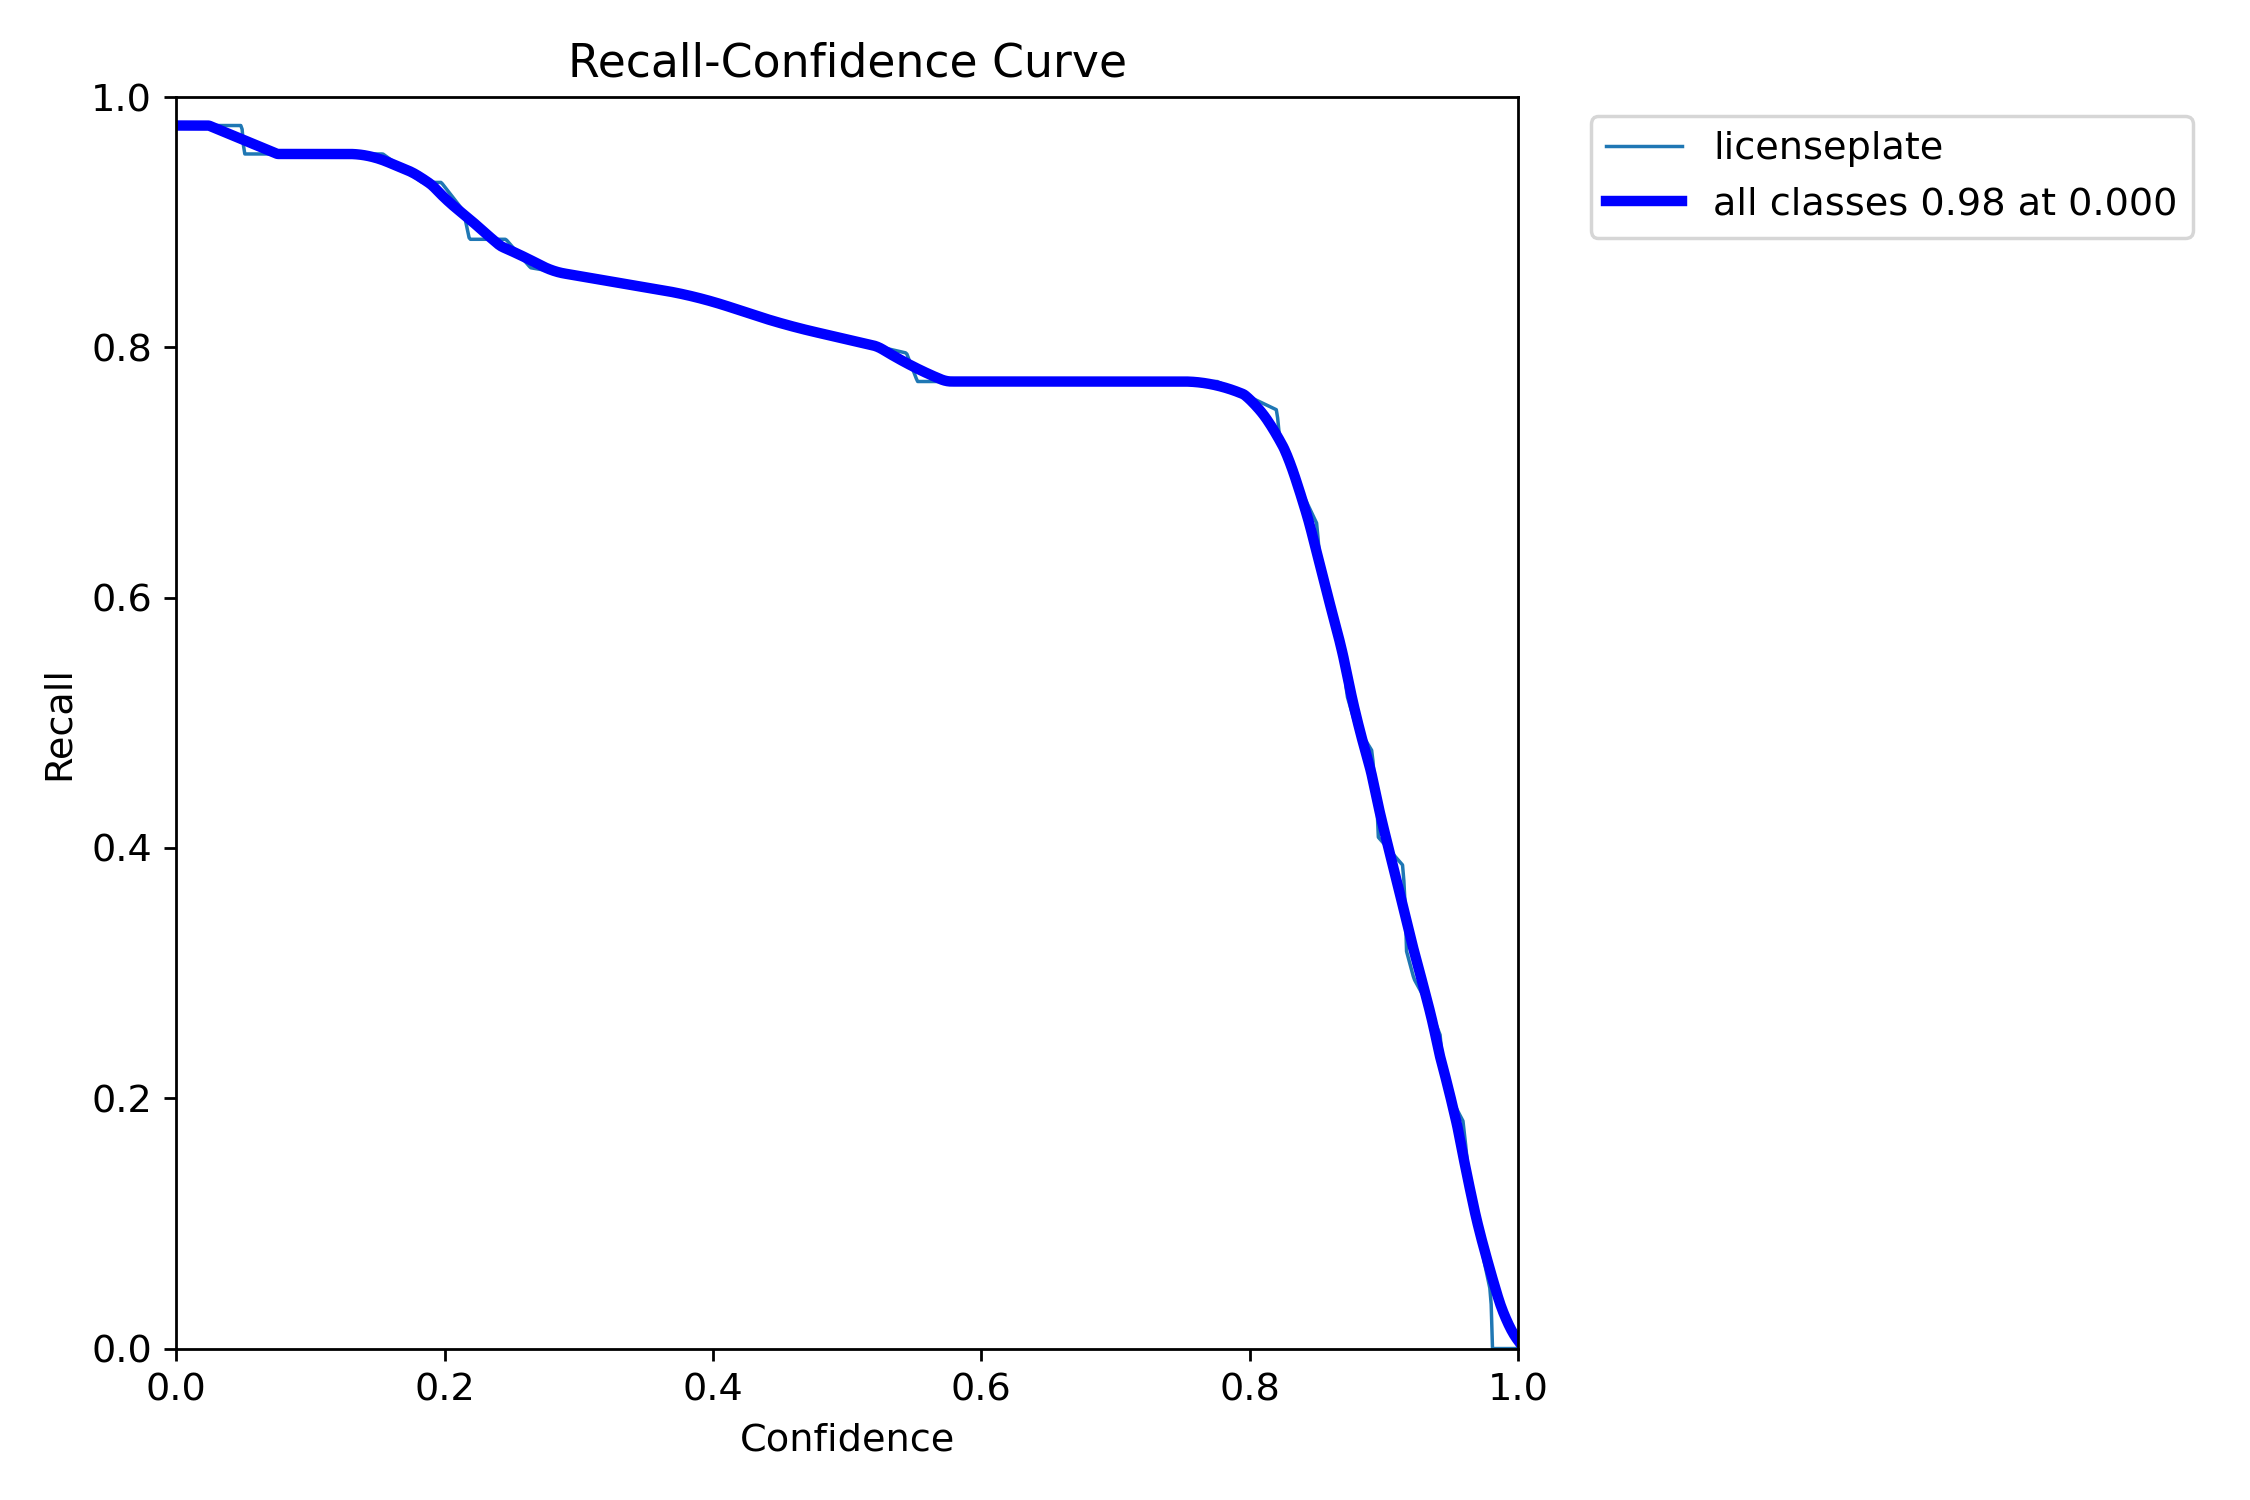 Recall-Confidence Curve
licenseplate
all classes 0.98 at 0.000
1.0
0.8
0.6
0.4
0.2
0.0
Recall
0.0 0.2 0.4 0.6 0.8 1.0
Confidence